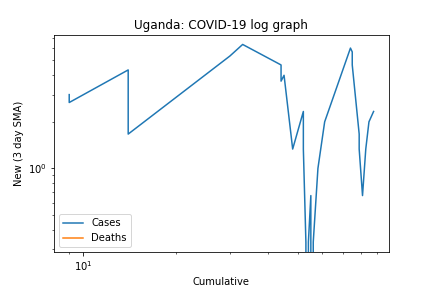 Uganda: COVID-19 log graph
New (3 day SMA)
10⁰
Cases
Deaths
10¹
Cumulative